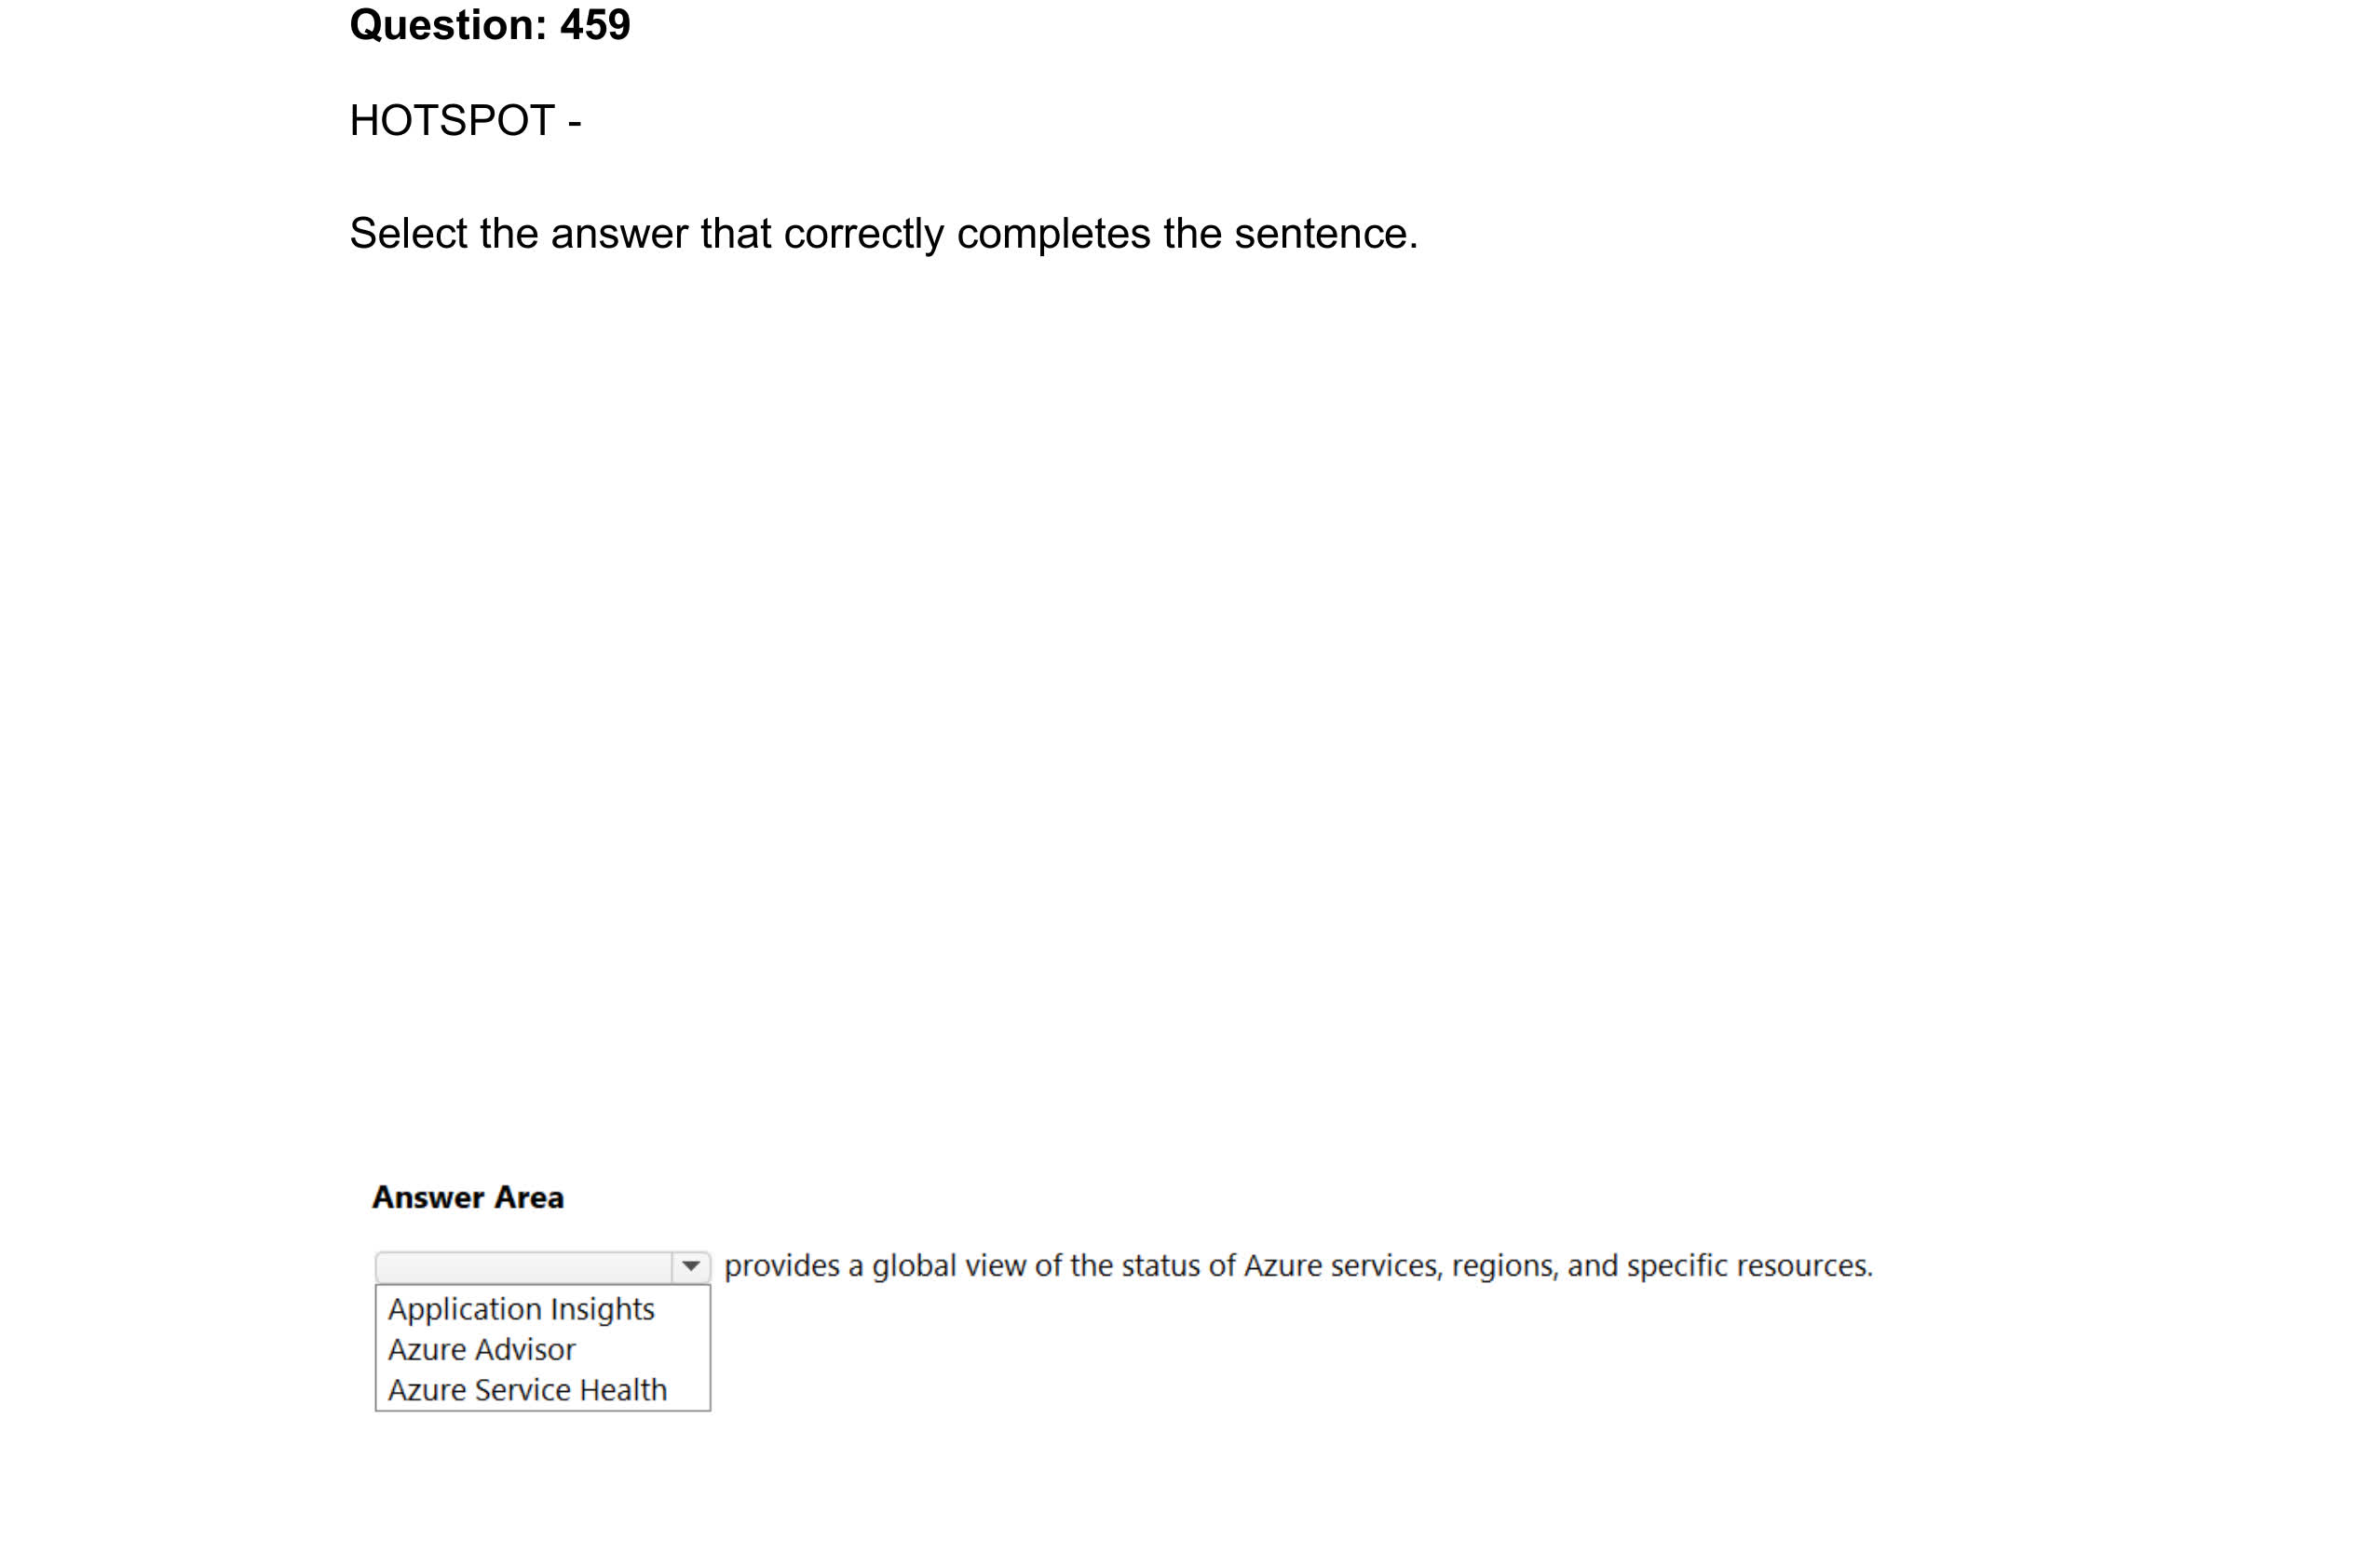 Question: 459
HOTSPOT -
Select the answer that correctly completes the sentence.
Answer Area
provides a global view of the status of Azure services, regions, and specific resources.
Application Insights
Azure Advisor
Azure Service Health